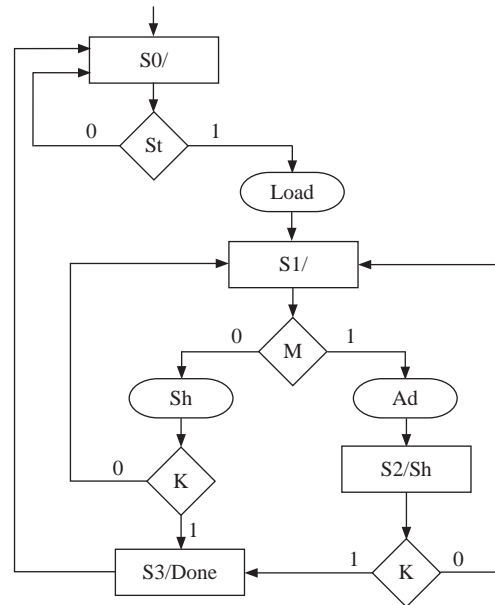 S0/
0 1
St
Load
S1/
0 1
M
Sh Ad
0 K
S2/Sh
1
S3/Done
1 0
K